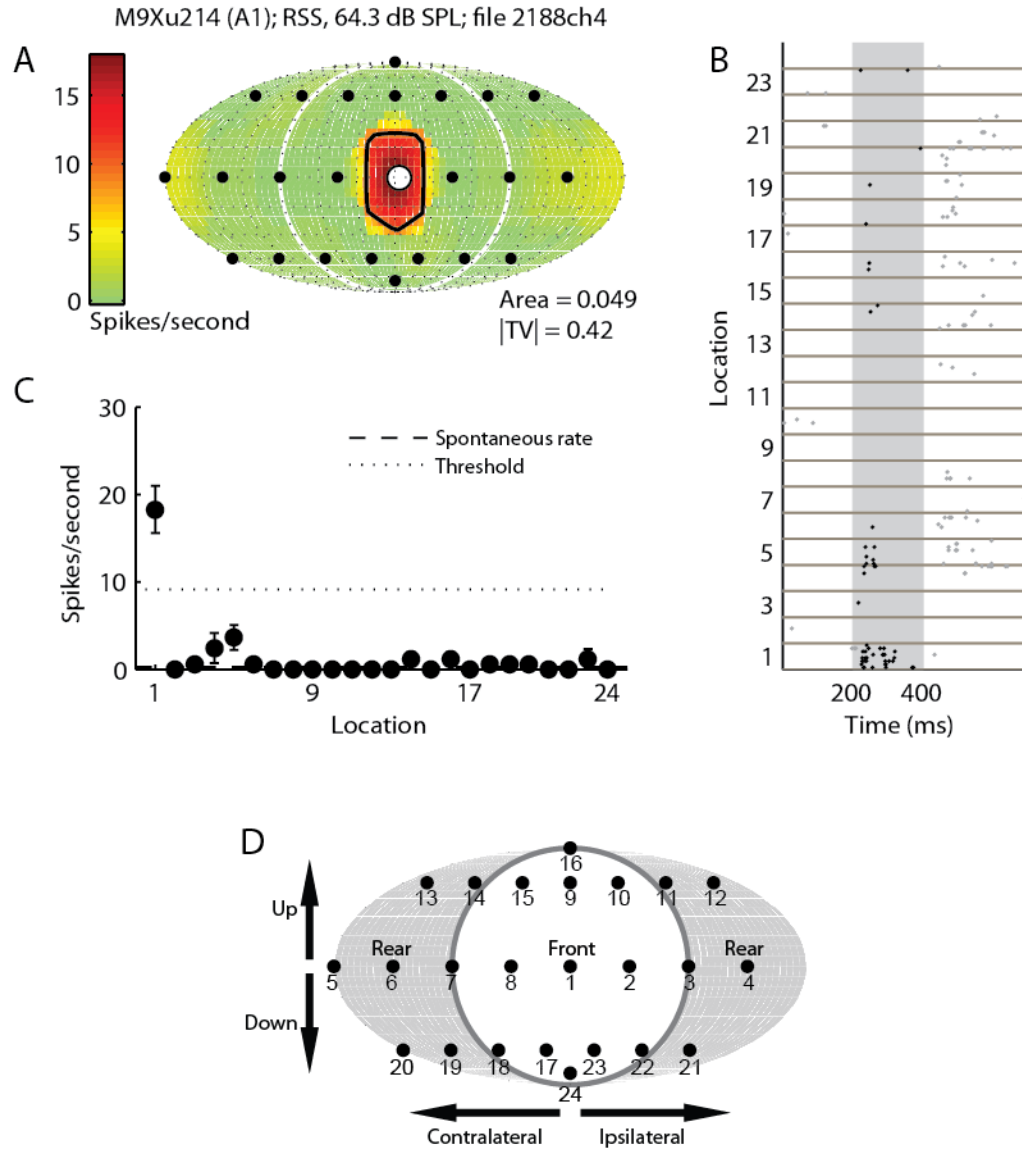 M9Xu214 (A1); RSS, 64.3 dB SPL; file 2188ch4
A
15
10
5
0
Spikes/second
Area = 0.049
|TV| = 0.42
B
23
21
19
17
15
13
11
9
7
5
3
1
Location
200 400
Time (ms)
C
30
20
10
0
Spikes/second
Spontaneous rate
Threshold
1 9 17 24
Location
D
Up
Down
16
13 14 15 9 10 11 12
Rear Front Rear
5 6 7 8 1 2 3 4
20 19 18 17 23 22 21
24
Contralateral Ipsilateral